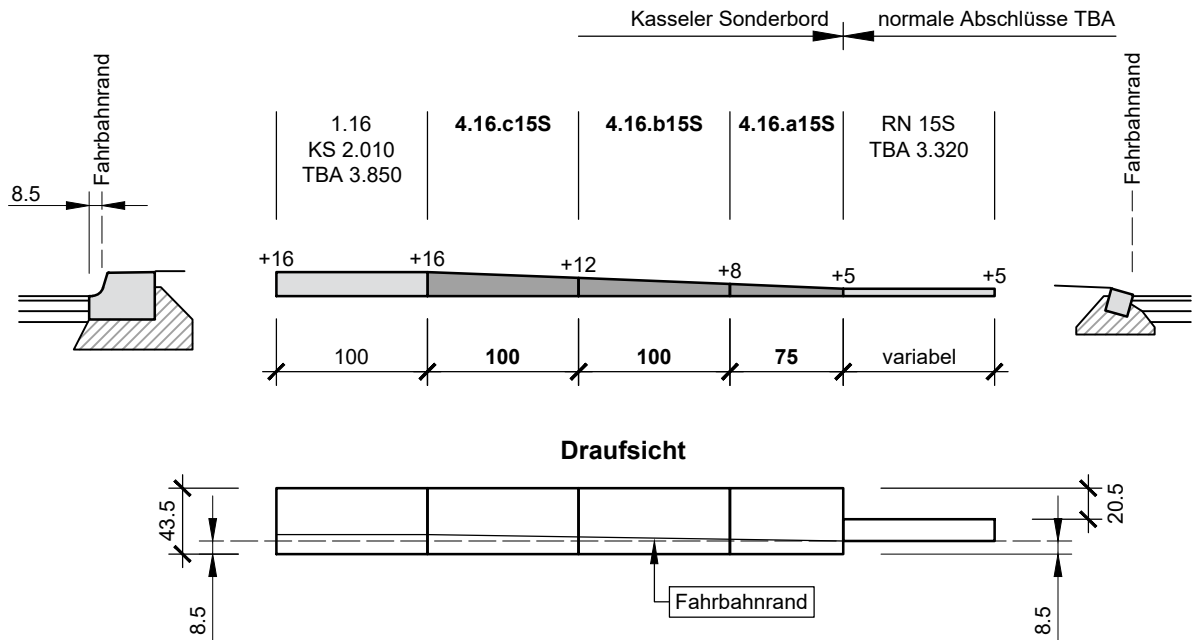 Kasseler Sonderbord
normale Abschlüsse TBA
Fahrbahnrand
1.16
KS 2.010
TBA 3.850
4.16.c15S
4.16.b15S
4.16.a15S
RN 15S
TBA 3.320
Fahrbahnrand
8.5
+16
+16
+12
+8
+5
+5
100
100
100
75
variabel
Draufsicht
43.5
8.5
20.5
8.5
Fahrbahnrand